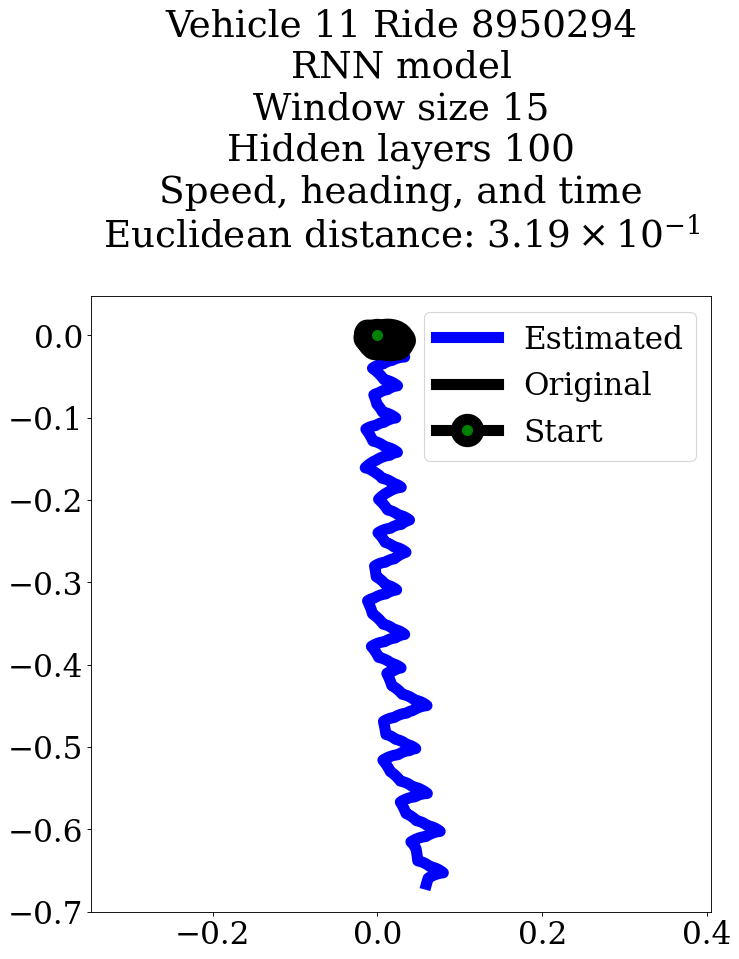 Vehicle 11 Ride 8950294
RNN model
Window size 15
Hidden layers 100
Speed, heading, and time
Euclidean distance: 3.19 × 10⁻¹
Estimated
Original
Start
0.0
−0.1
−0.2
−0.3
−0.4
−0.5
−0.6
−0.7
−0.2 0.0 0.2 0.4